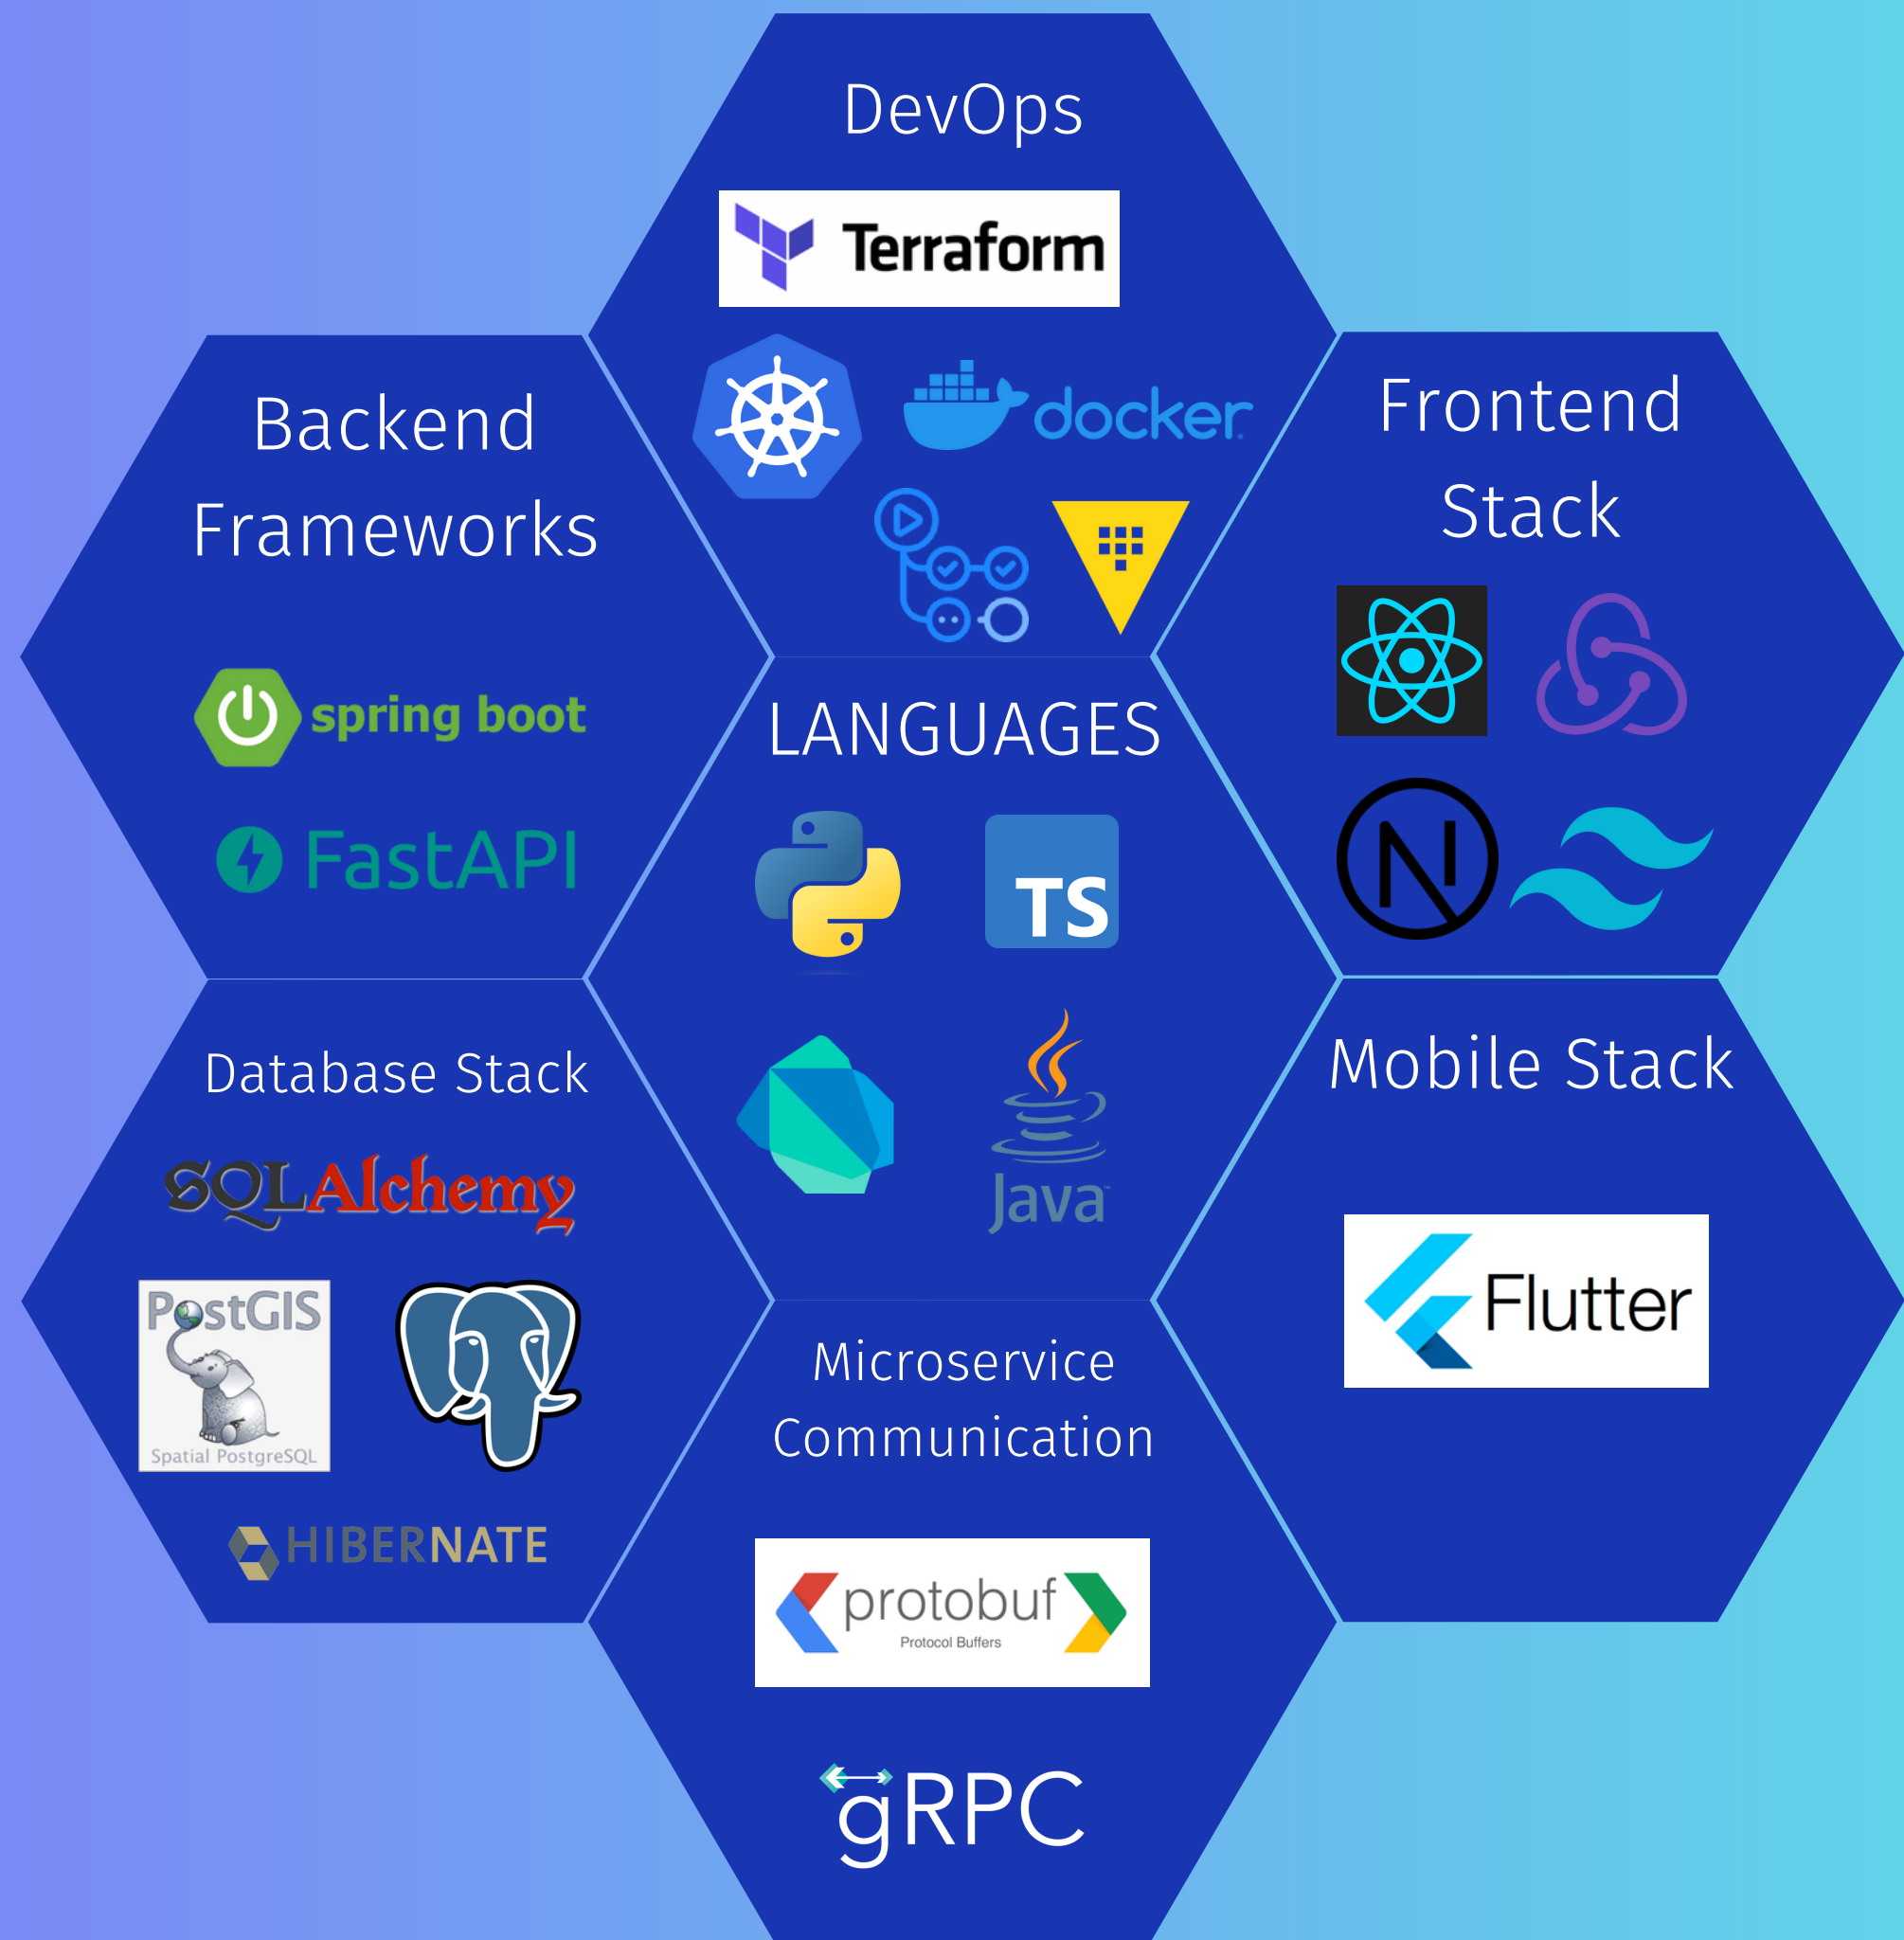 DevOps
Terraform
docker
Backend
Frameworks
spring boot
FastAPI
Frontend
Stack
N
LANGUAGES
TS
Java™
Database Stack
SQLAlchemy
PostGIS
Spatial PostgreSQL
HIBERNATE
Mobile Stack
Flutter
Microservice
Communication
protobuf
Protocol Buffers
gRPC